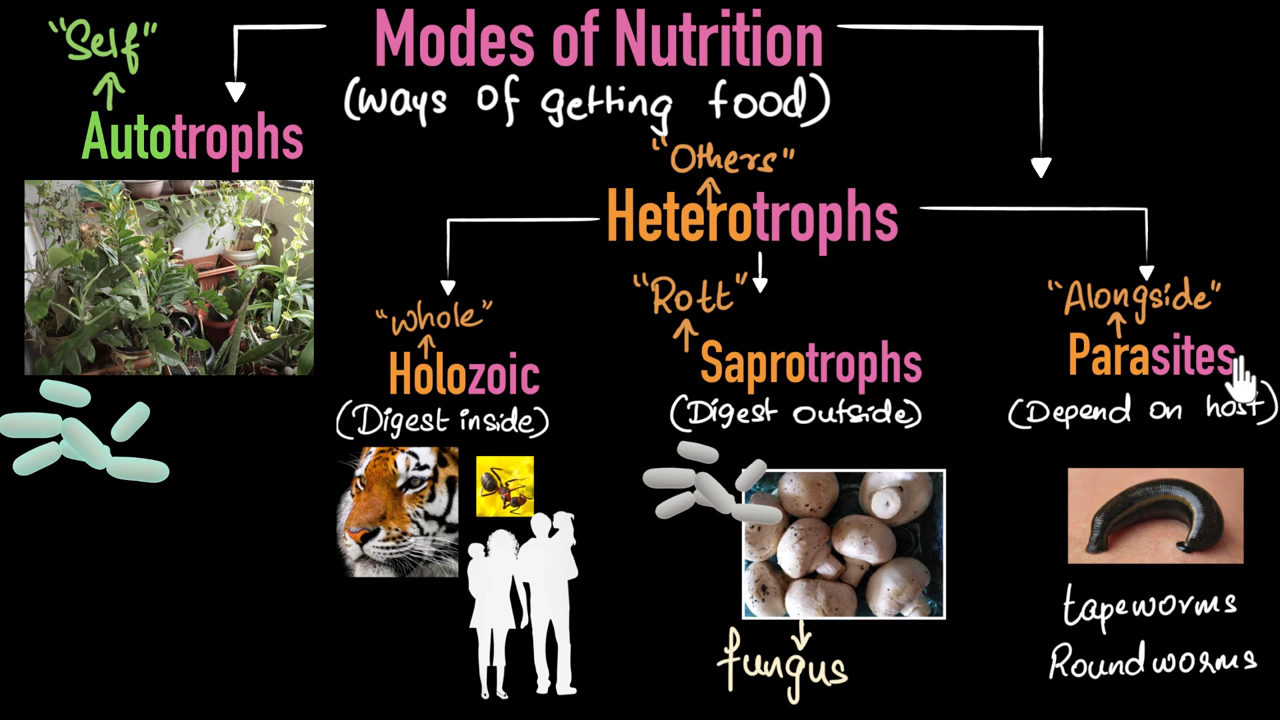 Modes of Nutrition
(ways of getting food)
"Self"
Autotrophs
"Others"
Heterotrophs
"whole"
Holozoic
(Digest inside)
"Rott"
Saprotrophs
(Digest outside)
fungus
"Alongside"
Parasites
(Depend on host)
tapeworms
Roundworms